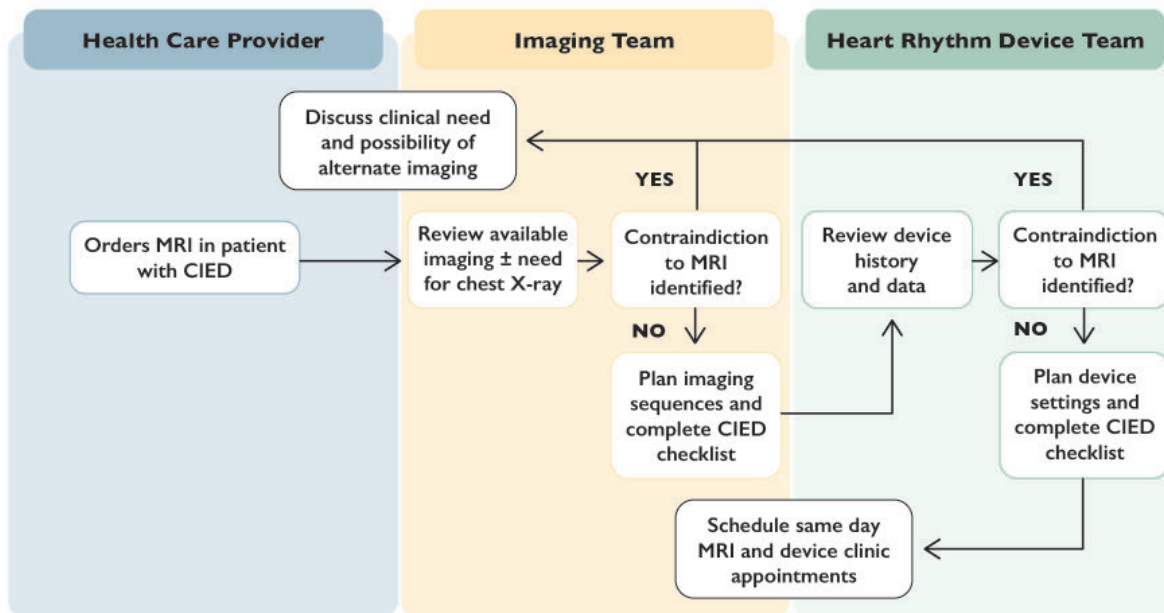 Health Care Provider
Imaging Team
Heart Rhythm Device Team
Discuss clinical need
and possibility of
alternate imaging
YES
YES
Orders MRI in patient
with CIED
Review available
imaging ± need
for chest X-ray
Contraindiction
to MRI
identified?
Review device
history
and data
Contraindiction
to MRI
identified?
NO
NO
Plan imaging
sequences and
complete CIED
checklist
Plan device
settings and
complete CIED
checklist
Schedule same day
MRI and device clinic
appointments